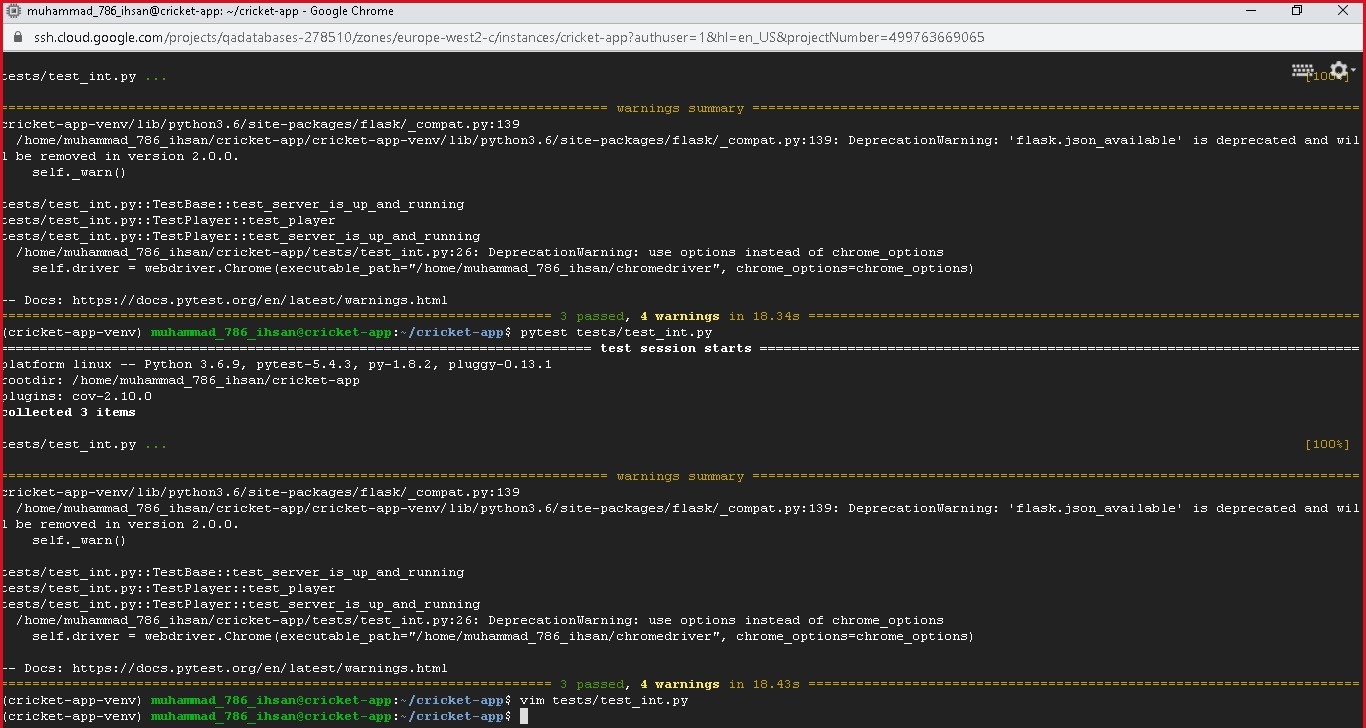 muhammad_786_ihsan@cricket-app: ~/cricket-app - Google Chrome
ssh.cloud.google.com/projects/qadatabases-278510/zones/europe-west2-c/instances/cricket-app?authuser=1&hl=en_US&projectNumber=499763669065
tests/test_int.py ... [100%]
=========================================================================== warnings summary ============================================================================
cricket-app-venv/lib/python3.6/site-packages/flask/_compat.py:139
/home/muhammad_786_ihsan/cricket-app/cricket-app-venv/lib/python3.6/site-packages/flask/_compat.py:139: DeprecationWarning: 'flask.json_available' is deprecated and wil
l be removed in version 2.0.0.
self._warn()
tests/test_int.py::TestBase::test_server_is_up_and_running
tests/test_int.py::TestPlayer::test_player
tests/test_int.py::TestPlayer::test_server_is_up_and_running
/home/muhammad_786_ihsan/cricket-app/tests/test_int.py:26: DeprecationWarning: use options instead of chrome_options
self.driver = webdriver.Chrome(executable_path="/home/muhammad_786_ihsan/chromedriver", chrome_options=chrome_options)
-- Docs: https://docs.pytest.org/en/latest/warnings.html
===================================================================== 3 passed, 4 warnings in 18.34s =====================================================================
(cricket-app-venv) muhammad_786_ihsan@cricket-app:~/cricket-app$ pytest tests/test_int.py
========================================================================== test session starts ===========================================================================
platform linux -- Python 3.6.9, pytest-5.4.3, py-1.8.2, pluggy-0.13.1
rootdir: /home/muhammad_786_ihsan/cricket-app
plugins: cov-2.10.0
collected 3 items
tests/test_int.py ... [100%]
=========================================================================== warnings summary ============================================================================
cricket-app-venv/lib/python3.6/site-packages/flask/_compat.py:139
/home/muhammad_786_ihsan/cricket-app/cricket-app-venv/lib/python3.6/site-packages/flask/_compat.py:139: DeprecationWarning: 'flask.json_available' is deprecated and wil
l be removed in version 2.0.0.
self._warn()
tests/test_int.py::TestBase::test_server_is_up_and_running
tests/test_int.py::TestPlayer::test_player
tests/test_int.py::TestPlayer::test_server_is_up_and_running
/home/muhammad_786_ihsan/cricket-app/tests/test_int.py:26: DeprecationWarning: use options instead of chrome_options
self.driver = webdriver.Chrome(executable_path="/home/muhammad_786_ihsan/chromedriver", chrome_options=chrome_options)
-- Docs: https://docs.pytest.org/en/latest/warnings.html
===================================================================== 3 passed, 4 warnings in 18.43s =====================================================================
(cricket-app-venv) muhammad_786_ihsan@cricket-app:~/cricket-app$ vim tests/test_int.py
(cricket-app-venv) muhammad_786_ihsan@cricket-app:~/cricket-app$